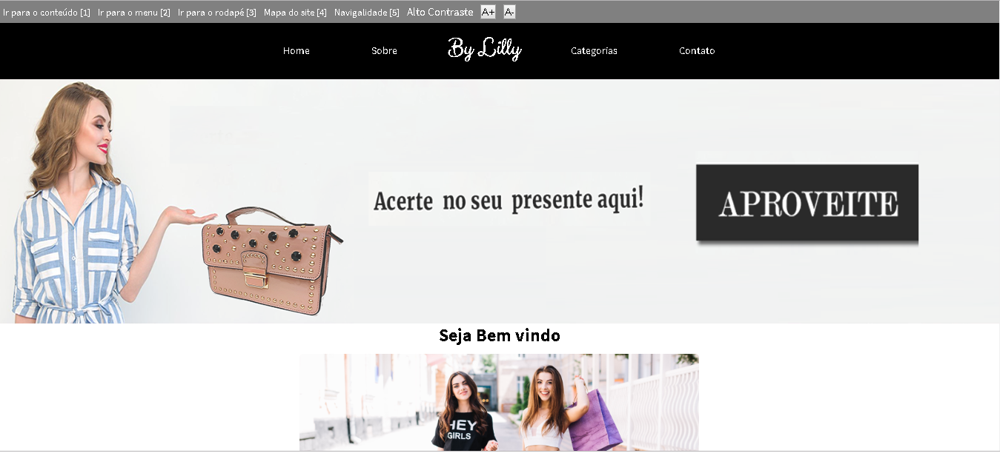 Ir para o conteúdo [1] Ir para o menu [2] Ir para o rodapé [3] Mapa do site [4] Navigalidade [5] Alto Contraste A+ A-
Home Sobre By Lilly Categorias Contato
Acerte no seu presente aqui! APROVEITE
Seja Bem vindo
HEY
GIRLS